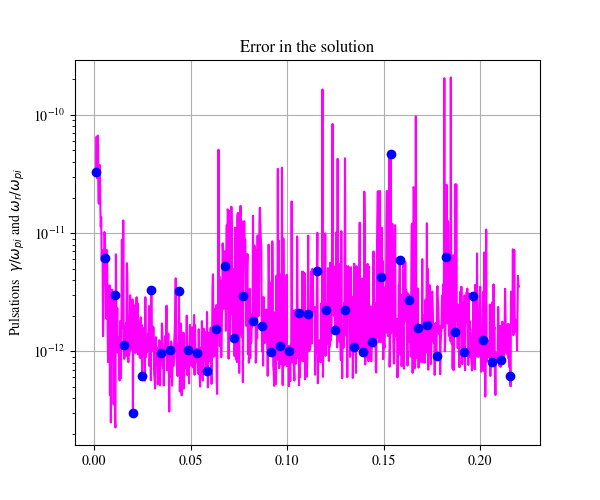 Error in the solution
10⁻¹⁰
10⁻¹¹
10⁻¹²
Pulsations γ/ω_pi and ω_r/ω_pi
0.00 0.05 0.10 0.15 0.20